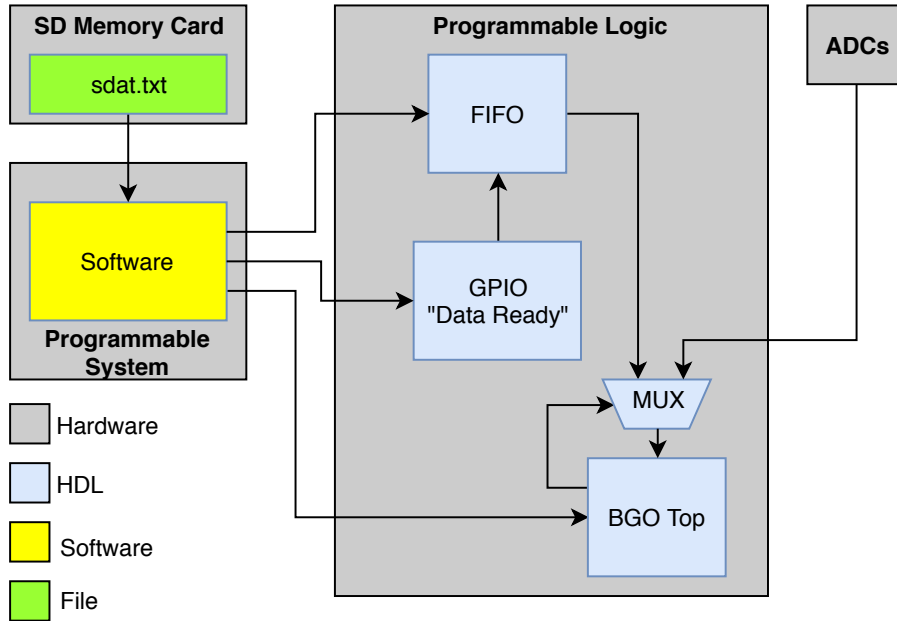 SD Memory Card
sdat.txt
Programmable Logic
ADCs
FIFO
Software
GPIO
"Data Ready"
Programmable
System
MUX
BGO Top
Hardware
HDL
Software
File